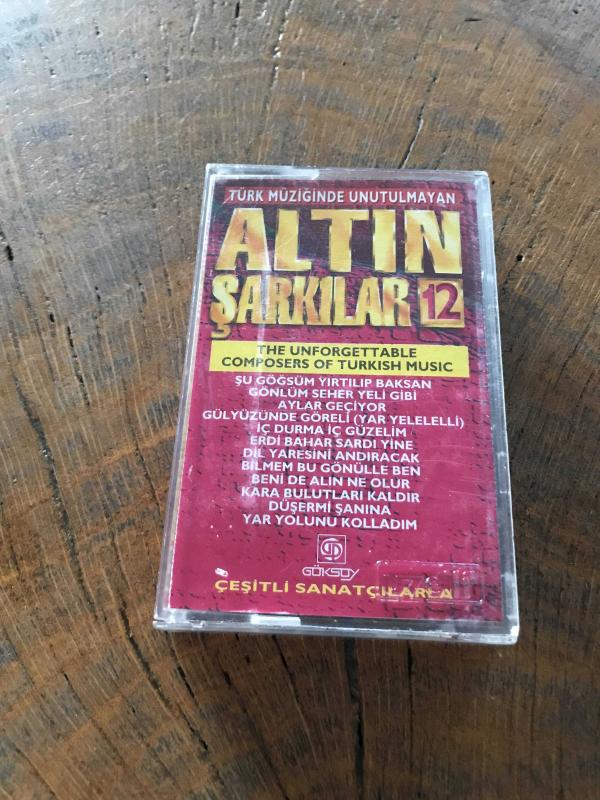 TÜRK MÜZİĞİNDE UNUTULMAYAN
ALTIN
ŞARKILAR 12
THE UNFORGETTABLE
COMPOSERS OF TURKISH MUSIC
ŞU GÖĞSÜM YIRTILIP BAKSAN
GÖNLÜM SEHER YELİ GİBİ
AYLAR GEÇİYOR
GÜLYÜZÜNDE GÖRELİ (YAR YELELELLİ)
İÇ DURMA İÇ GÜZELİM
ERDİ BAHAR SARDI YİNE
DİL YARESİNİ ANDIRACAK
BİLMEM BU GÖNÜLLE BEN
BENİ DE ALIN NE OLUR
KARA BULUTLARI KALDIR
DÜŞERMİ ŞANINA
YAR YOLUNU KOLLADIM
GÖKSOY
ÇEŞİTLİ SANATÇILARLA